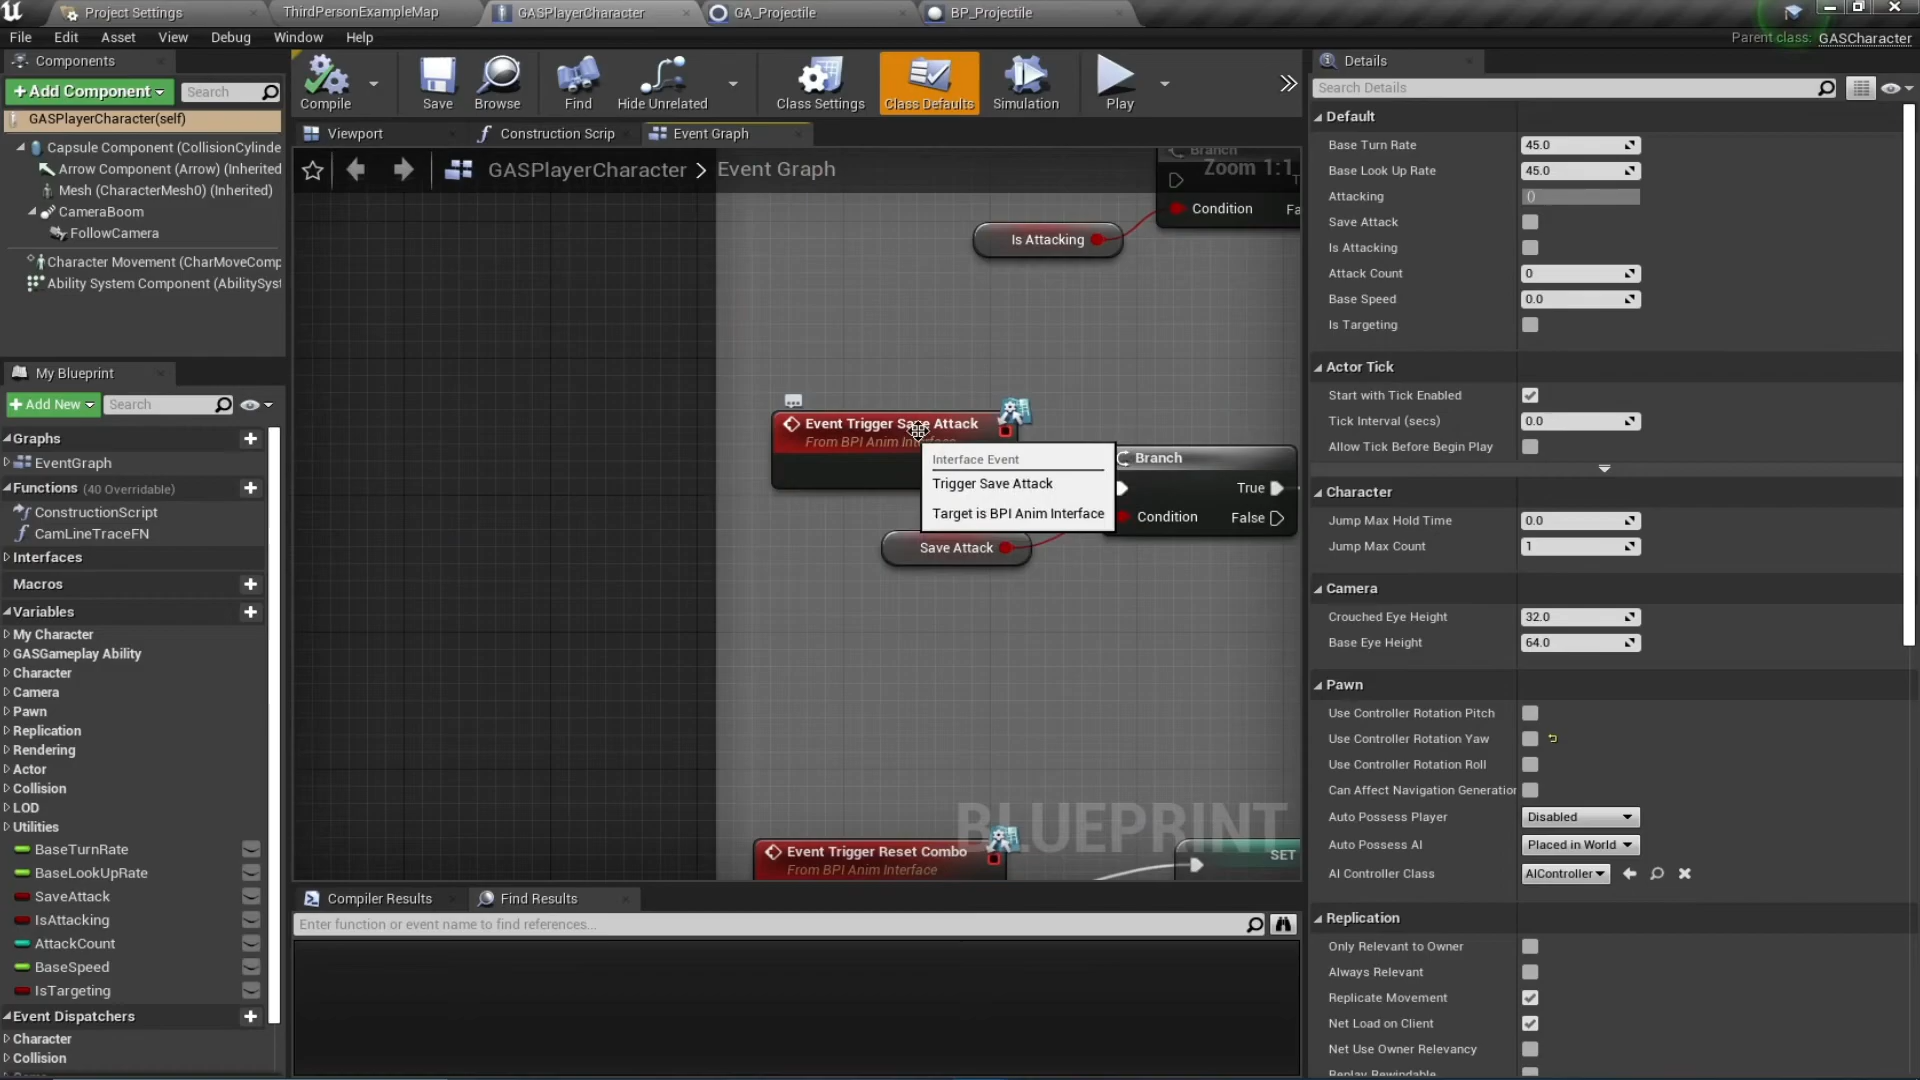 Project Settings
ThirdPersonExampleMap
GASPlayerCharacter
GA_Projectile
BP_Projectile
File Edit Asset View Debug Window Help
Parent class: GASCharacter
Components
+Add Component
Search
GASPlayerCharacter(self)
Capsule Component (CollisionCylinde
Arrow Component (Arrow) (Inherited
Mesh (CharacterMesh0) (Inherited)
CameraBoom
FollowCamera
Character Movement (CharMoveComp
Ability System Component (AbilitySyst
My Blueprint
+Add New
Search
Graphs
EventGraph
Functions (40 Overridable)
ConstructionScript
CamLineTraceFN
Interfaces
Macros
Variables
My Character
GASGameplay Ability
Character
Camera
Pawn
Replication
Rendering
Actor
Collision
LOD
Utilities
BaseTurnRate
BaseLookUpRate
SaveAttack
IsAttacking
AttackCount
BaseSpeed
IsTargeting
Event Dispatchers
Character
Collision
Compile
Save
Browse
Find
Hide Unrelated
Class Settings
Class Defaults
Simulation
Play
Viewport
Construction Scrip
Event Graph
GASPlayerCharacter > Event Graph
Zoom 1:1
Branch
Condition Fa
Is Attacking
Event Trigger Save Attack
From BPI Anim Interface
Interface Event
Trigger Save Attack
Target is BPI Anim Interface
Branch
True
Condition False
Save Attack
BLUEPRINT
Event Trigger Reset Combo
From BPI Anim Interface
SET
Compiler Results
Find Results
Enter function or event name to find references...
Details
Search Details
Default
Base Turn Rate 45.0
Base Look Up Rate 45.0
Attacking ()
Save Attack
Is Attacking
Attack Count 0
Base Speed 0.0
Is Targeting
Actor Tick
Start with Tick Enabled
Tick Interval (secs) 0.0
Allow Tick Before Begin Play
Character
Jump Max Hold Time 0.0
Jump Max Count 1
Camera
Crouched Eye Height 32.0
Base Eye Height 64.0
Pawn
Use Controller Rotation Pitch
Use Controller Rotation Yaw
Use Controller Rotation Roll
Can Affect Navigation Generation
Auto Possess Player Disabled
Auto Possess AI Placed in World
AI Controller Class AIController
Replication
Only Relevant to Owner
Always Relevant
Replicate Movement
Net Load on Client
Net Use Owner Relevancy
Replay Rewindable